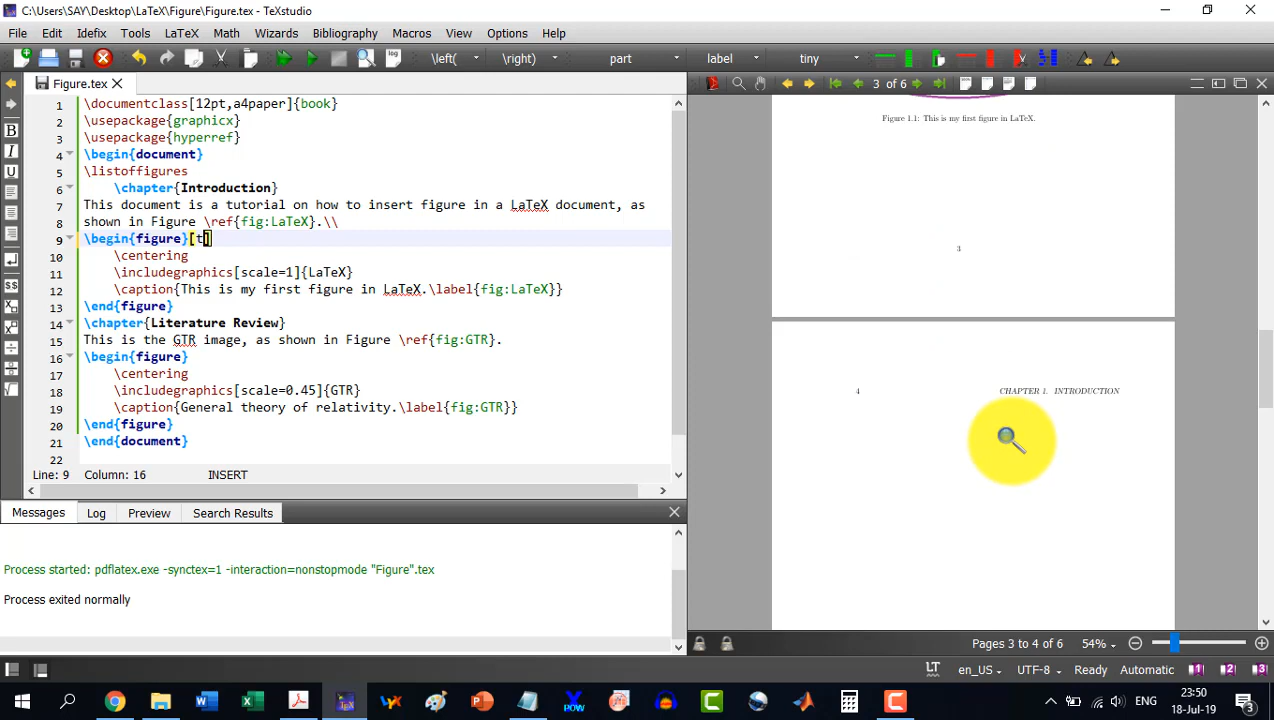 C:\Users\SAY\Desktop\LaTeX\Figure\Figure.tex - TeXstudio
File Edit Idefix Tools LaTeX Math Wizards Bibliography Macros View Options Help
\left( \right) part label tiny
Figure.tex
3 of 6
1 \documentclass[12pt,a4paper]{book}
2 \usepackage{graphicx}
3 \usepackage{hyperref}
4 \begin{document}
5 \listoffigures
6 \chapter{Introduction}
7 This document is a tutorial on how to insert figure in a LaTeX document, as
8 shown in Figure \ref{fig:LaTeX}.\\
9 \begin{figure}[t]
10 \centering
11 \includegraphics[scale=1]{LaTeX}
12 \caption{This is my first figure in LaTeX.\label{fig:LaTeX}}
13 \end{figure}
14 \chapter{Literature Review}
15 This is the GTR image, as shown in Figure \ref{fig:GTR}.
16 \begin{figure}
17 \centering
18 \includegraphics[scale=0.45]{GTR}
19 \caption{General theory of relativity.\label{fig:GTR}}
20 \end{figure}
21 \end{document}
22
Line: 9 Column: 16 INSERT
Messages Log Preview Search Results
Process started: pdflatex.exe -synctex=1 -interaction=nonstopmode "Figure".tex
Process exited normally
Figure 1.1: This is my first figure in LaTeX.
3
4 CHAPTER 1. INTRODUCTION
Pages 3 to 4 of 6 54%
LT en_US UTF-8 Ready Automatic 1 2 3
ENG
23:50
18-Jul-19
3